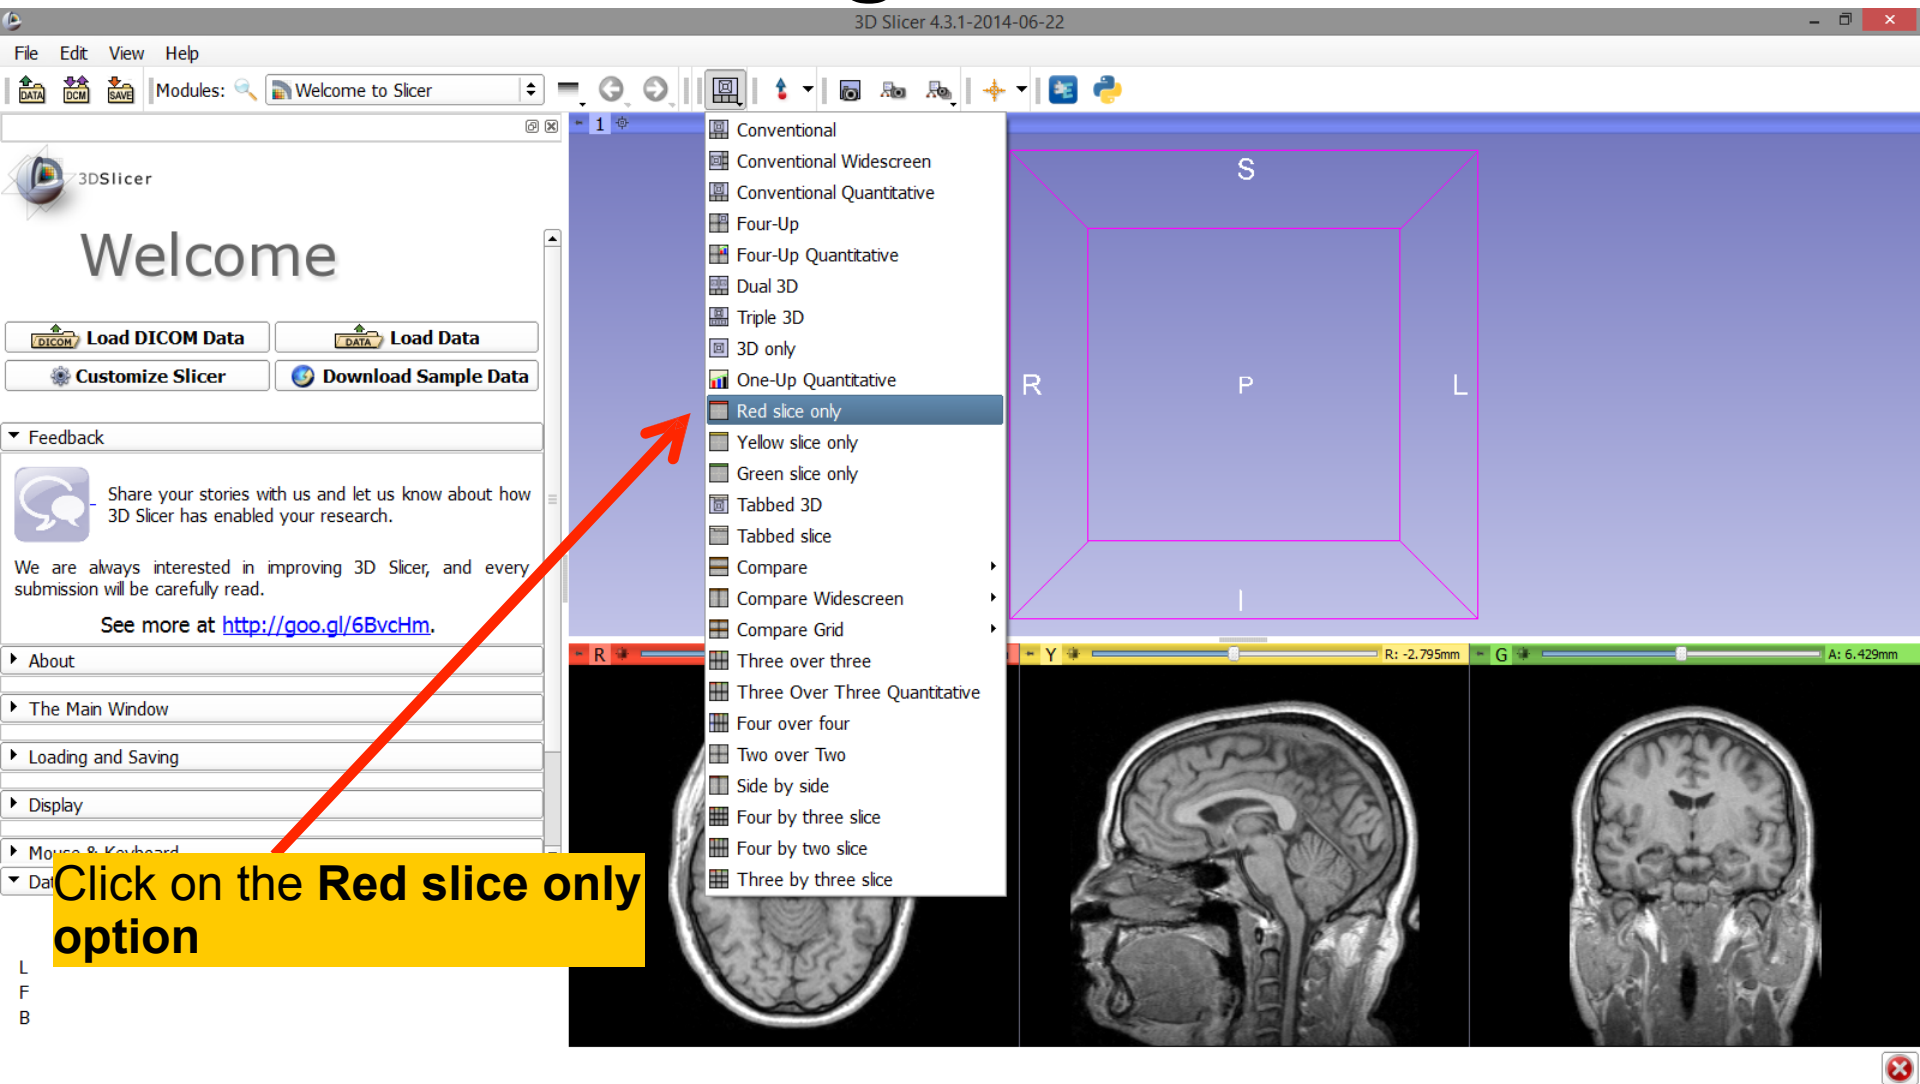 3D Slicer 4.3.1-2014-06-22
File Edit View Help
DATA DCM SAVE Modules: Welcome to Slicer
1
3DSlicer
Welcome
DICOM Load DICOM Data DATA Load Data
Customize Slicer Download Sample Data
Feedback
Share your stories with us and let us know about how
3D Slicer has enabled your research.
We are always interested in improving 3D Slicer, and every
submission will be carefully read.
See more at http://goo.gl/6BvcHm.
About
The Main Window
Loading and Saving
Display
Mouse & Keyboard
Click on the Red slice only
option
L
F
B
Conventional
Conventional Widescreen
Conventional Quantitative
Four-Up
Four-Up Quantitative
Dual 3D
Triple 3D
3D only
One-Up Quantitative
Red slice only
Yellow slice only
Green slice only
Tabbed 3D
Tabbed slice
Compare
Compare Widescreen
Compare Grid
Three over three
Three Over Three Quantitative
Four over four
Two over Two
Side by side
Four by three slice
Four by two slice
Three by three slice
S
R P L
I
R
Y R: -2.795mm
G A: 6.429mm